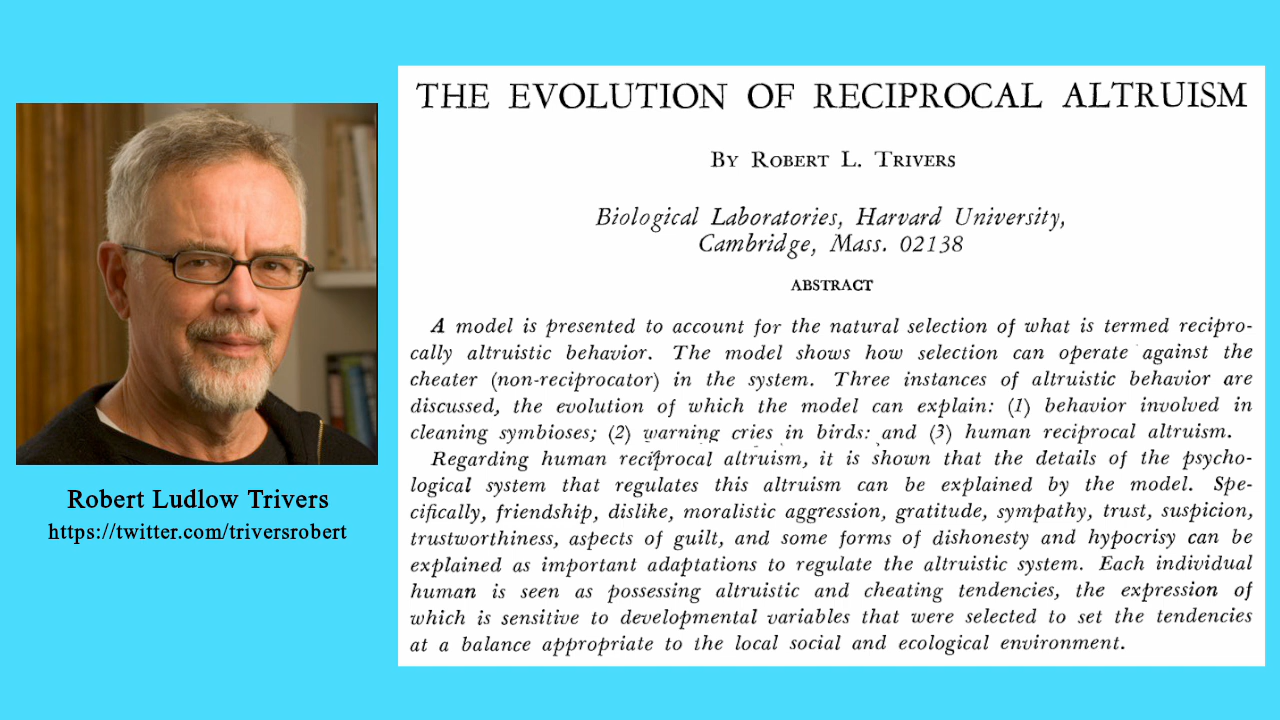 THE EVOLUTION OF RECIPROCAL ALTRUISM
BY ROBERT L. TRIVERS
Biological Laboratories, Harvard University,
Cambridge, Mass. 02138
ABSTRACT
A model is presented to account for the natural selection of what is termed recipro-
cally altruistic behavior. The model shows how selection can operate against the
cheater (non-reciprocator) in the system. Three instances of altruistic behavior are
discussed, the evolution of which the model can explain: (1) behavior involved in
cleaning symbioses; (2) warning cries in birds: and (3) human reciprocal altruism.
Regarding human reciprocal altruism, it is shown that the details of the psycho-
logical system that regulates this altruism can be explained by the model. Spe-
cifically, friendship, dislike, moralistic aggression, gratitude, sympathy, trust, suspicion,
trustworthiness, aspects of guilt, and some forms of dishonesty and hypocrisy can be
explained as important adaptations to regulate the altruistic system. Each individual
human is seen as possessing altruistic and cheating tendencies, the expression of
which is sensitive to developmental variables that were selected to set the tendencies
at a balance appropriate to the local social and ecological environment.
Robert Ludlow Trivers
https://twitter.com/triversrobert